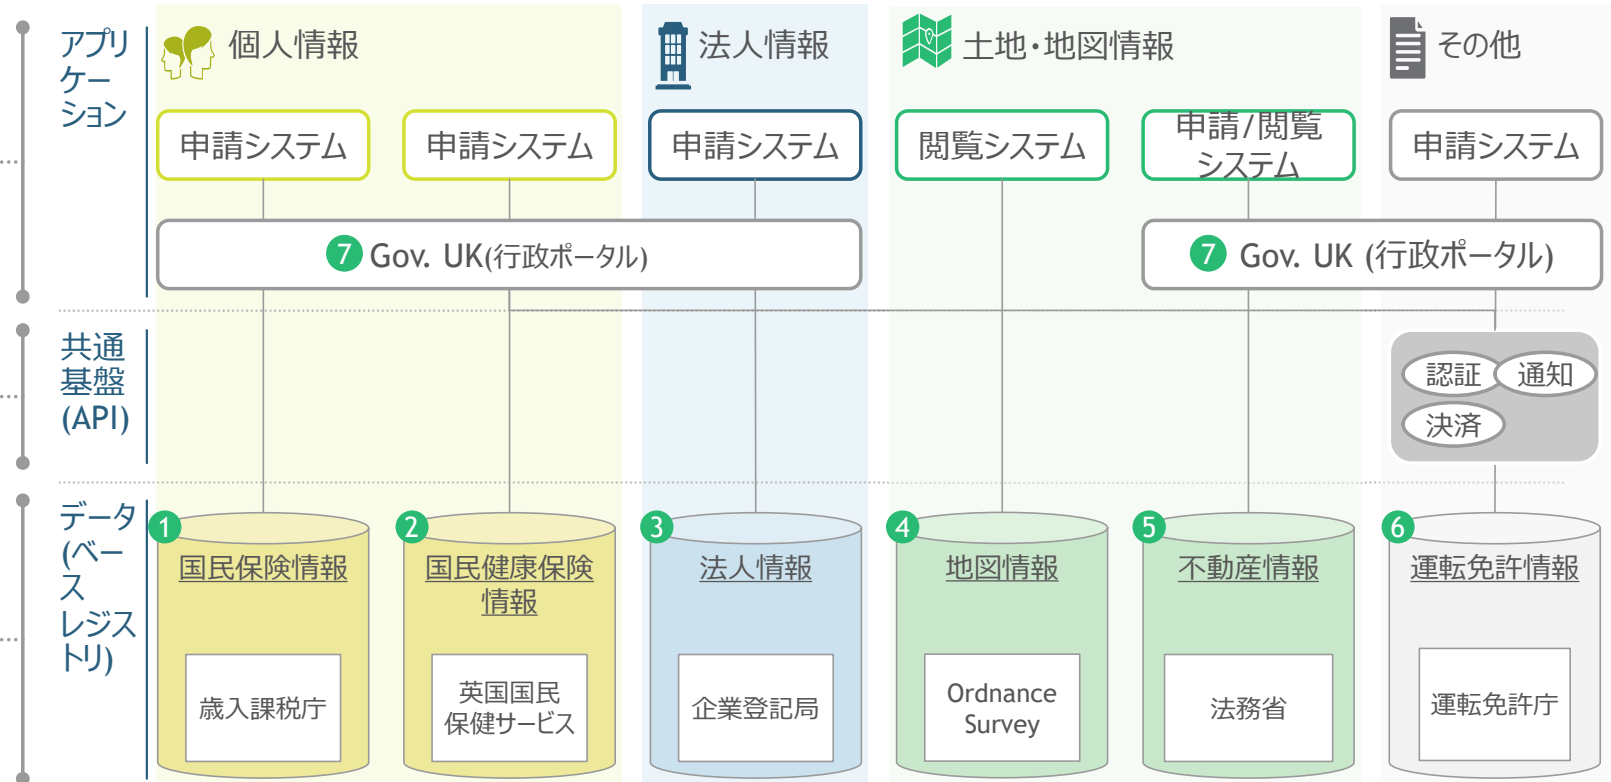 アプリ
ケー
ション
個人情報
法人情報
土地・地図情報
その他
申請システム
申請システム
申請システム
閲覧システム
申請/閲覧
システム
申請システム
7 Gov. UK(行政ポータル)
7 Gov. UK (行政ポータル)
共通
基盤
(API)
認証
通知
決済
データ
(ベー
ス
レジス
トリ)
1
国民保険情報
歳入課税庁
2
国民健康保険
情報
英国国民
保健サービス
3
法人情報
企業登記局
4
地図情報
Ordnance
Survey
5
不動産情報
法務省
6
運転免許情報
運転免許庁